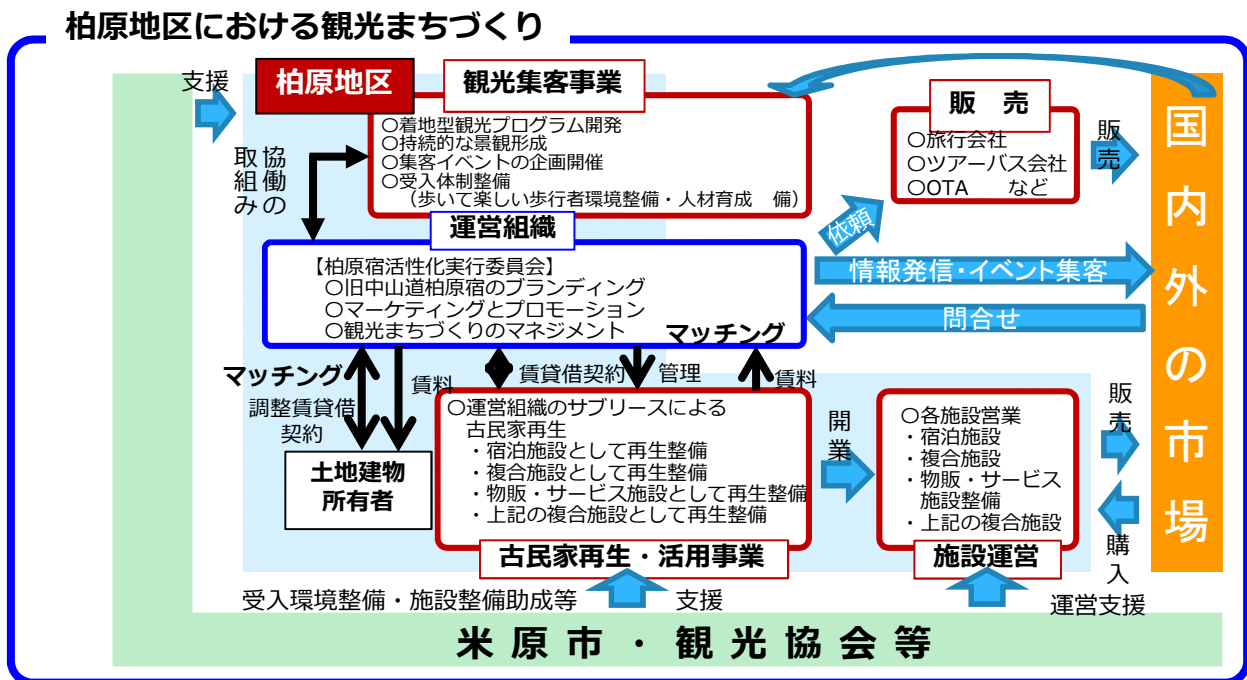 柏原地区における観光まちづくり
支援
柏原地区
観光集客事業
〇着地型観光プログラム開発
〇持続的な景観形成
〇集客イベントの企画開催
〇受入体制整備
（歩いて楽しい歩行者環境整備・人材育成　備）
協働の
取組み
販　売
〇旅行会社
〇ツアーバス会社
〇OTA　　など
販売
国内外の市場
運営組織
【柏原宿活性化実行委員会】
〇旧中山道柏原宿のブランディング
〇マーケティングとプロモーション
〇観光まちづくりのマネジメント
依頼
情報発信・イベント集客
問合せ
マッチング
マッチング
調整賃貸借
契約
賃料
賃貸借契約
管理
賃料
土地建物
所有者
〇運営組織のサブリースによる
古民家再生
・宿泊施設として再生整備
・複合施設として再生整備
・物販・サービス施設として再生整備
・上記の複合施設として再生整備
古民家再生・活用事業
開業
〇各施設営業
・宿泊施設
・複合施設
・物販・サービス
施設整備
・上記の複合施設
施設運営
販売
購入
受入環境整備・施設整備助成等
支援
運営支援
米原市・観光協会等